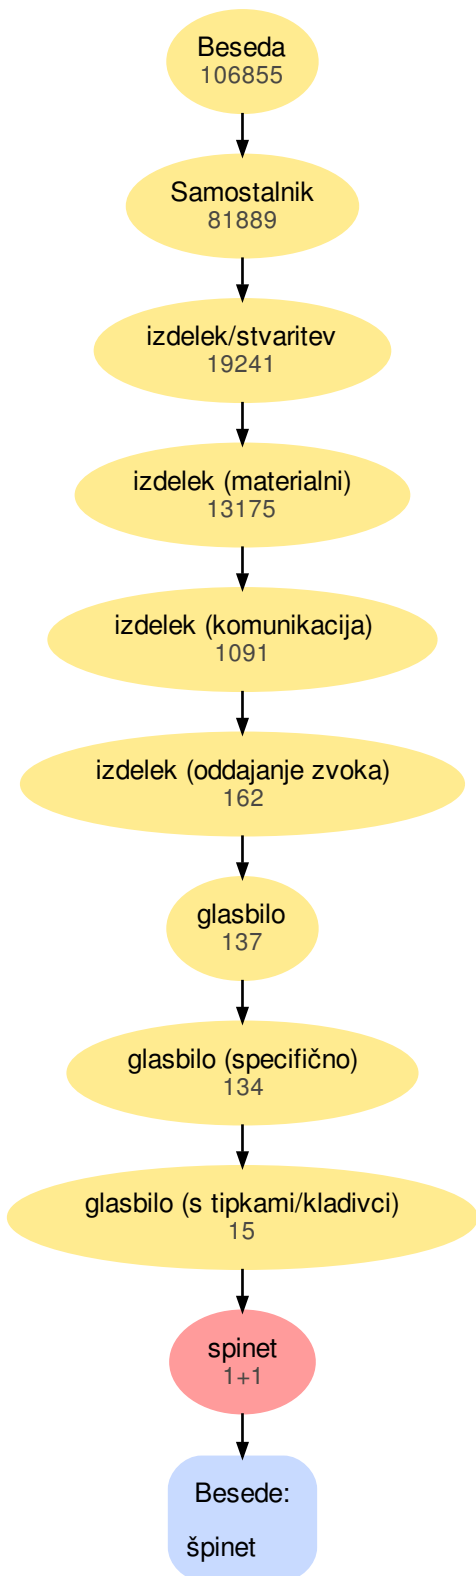 Beseda
106855
Samostalnik
81889
izdelek/stvaritev
19241
izdelek (materialni)
13175
izdelek (komunikacija)
1091
izdelek (oddajanje zvoka)
162
glasbilo
137
glasbilo (specifično)
134
glasbilo (s tipkami/kladivci)
15
spinet
1+1
Besede:
špinet